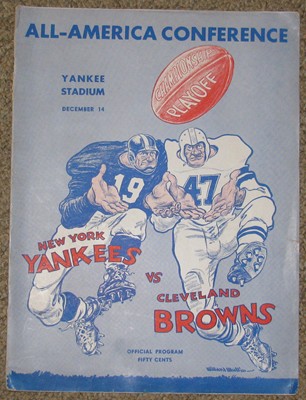 ALL-AMERICA CONFERENCE
YANKEE
STADIUM
DECEMBER 14
CHAMPIONSHIP
PLAYOFF
19
47
NEW YORK
YANKEES
VS
CLEVELAND
BROWNS
OFFICIAL PROGRAM
FIFTY CENTS